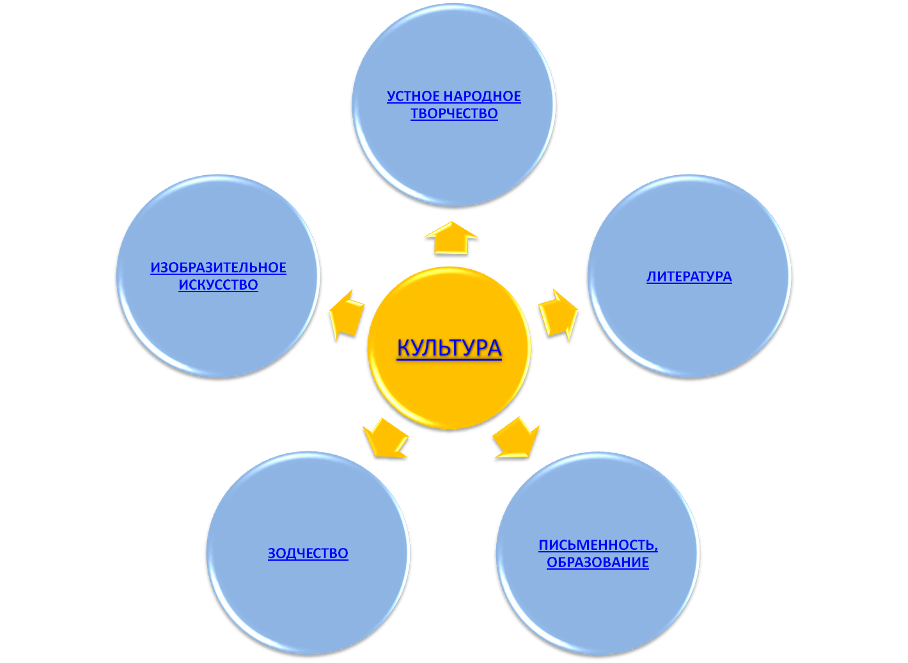 УСТНОЕ НАРОДНОЕ
ТВОРЧЕСТВО
ИЗОБРАЗИТЕЛЬНОЕ
ИСКУССТВО
ЛИТЕРАТУРА
КУЛЬТУРА
ЗОДЧЕСТВО
ПИСЬМЕННОСТЬ,
ОБРАЗОВАНИЕ